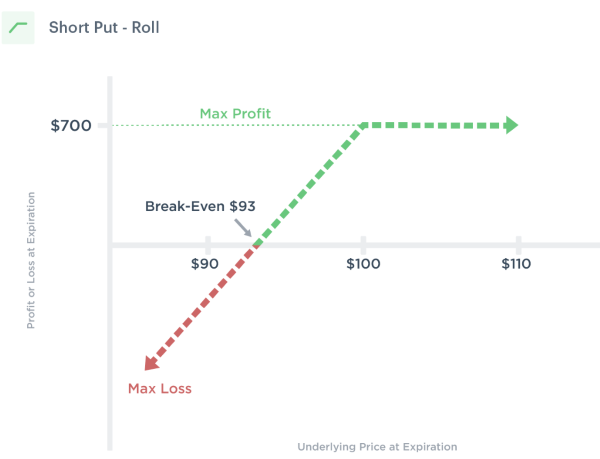 Short Put - Roll
Max Profit
$700
Break-Even $93
$90
$100
$110
Profit or Loss at Expiration
Max Loss
Underlying Price at Expiration